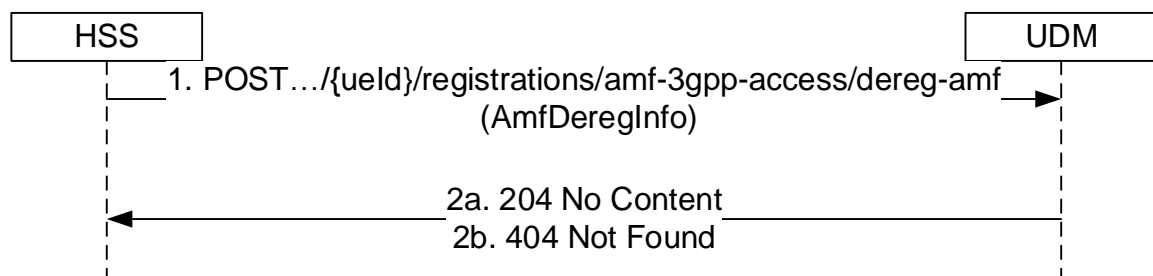 HSS
UDM
1. POST…/{ueId}/registrations/amf-3gpp-access/dereg-amf
(AmfDeregInfo)
2a. 204 No Content
2b. 404 Not Found